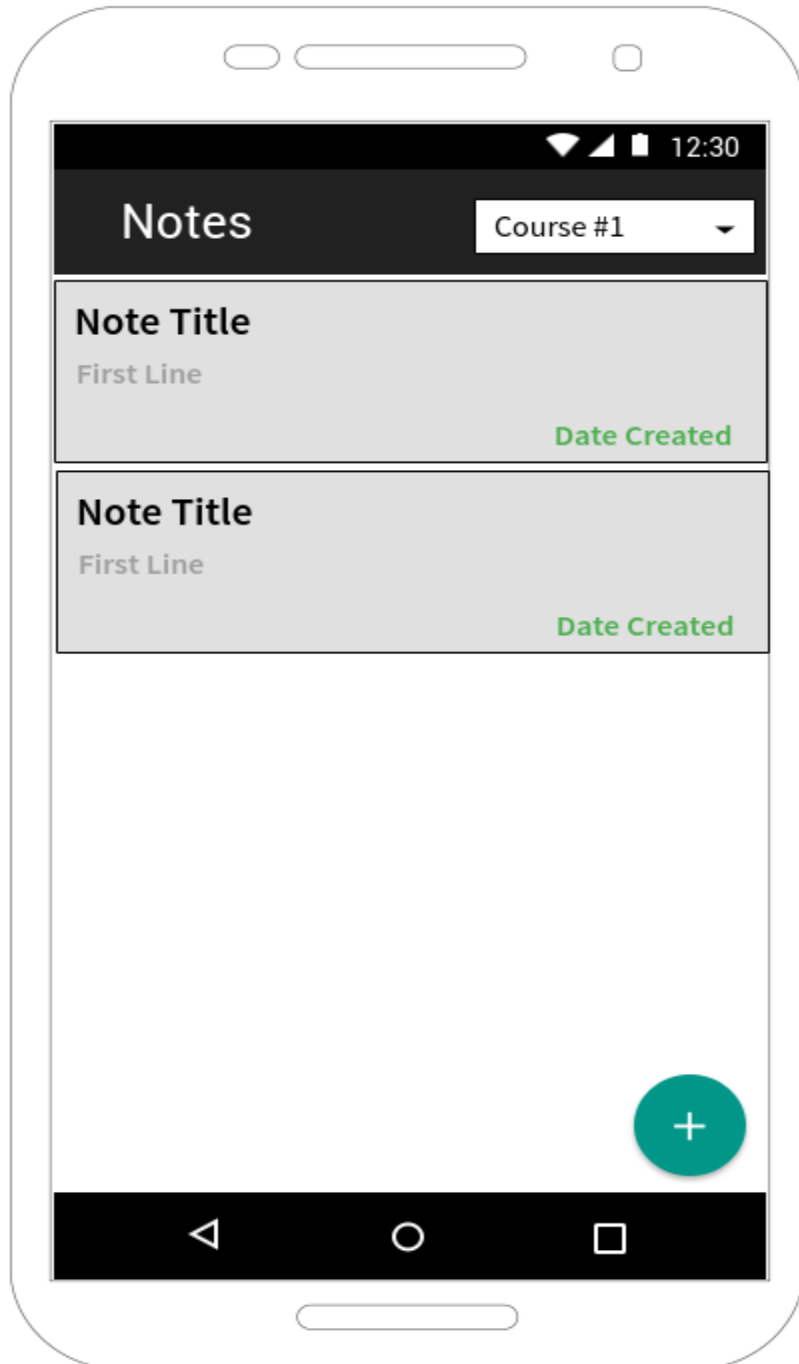 12:30
Notes
Course #1
Note Title
First Line
Date Created
Note Title
First Line
Date Created